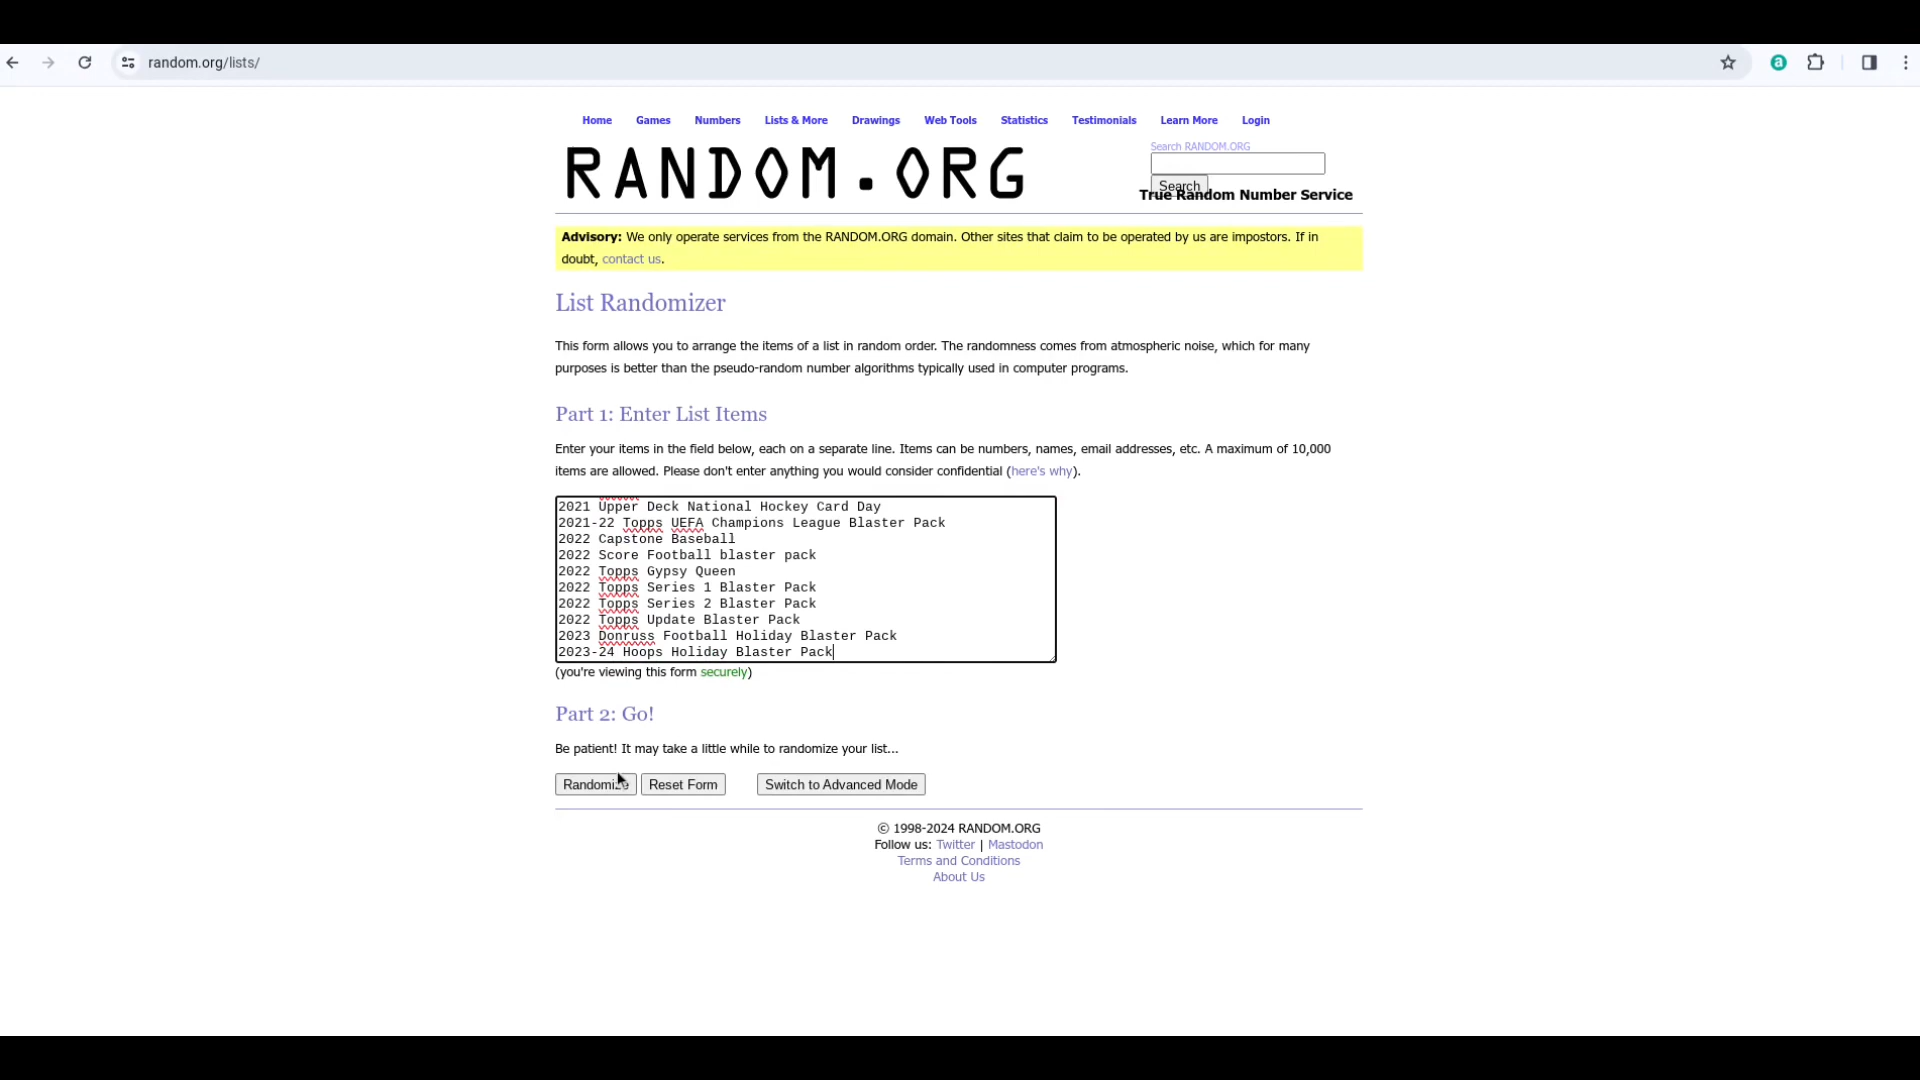 random.org/lists/
Home Games Numbers Lists & More Drawings Web Tools Statistics Testimonials Learn More Login
RANDOM.ORG
Search RANDOM.ORG
Search
True Random Number Service
Advisory: We only operate services from the RANDOM.ORG domain. Other sites that claim to be operated by us are impostors. If in
doubt, contact us.
List Randomizer
This form allows you to arrange the items of a list in random order. The randomness comes from atmospheric noise, which for many
purposes is better than the pseudo-random number algorithms typically used in computer programs.
Part 1: Enter List Items
Enter your items in the field below, each on a separate line. Items can be numbers, names, email addresses, etc. A maximum of 10,000
items are allowed. Please don't enter anything you would consider confidential (here's why).
2021 Upper Deck National Hockey Card Day
2021-22 Topps UEFA Champions League Blaster Pack
2022 Capstone Baseball
2022 Score Football blaster pack
2022 Topps Gypsy Queen
2022 Topps Series 1 Blaster Pack
2022 Topps Series 2 Blaster Pack
2022 Topps Update Blaster Pack
2023 Donruss Football Holiday Blaster Pack
2023-24 Hoops Holiday Blaster Pack
(you're viewing this form securely)
Part 2: Go!
Be patient! It may take a little while to randomize your list...
Randomize Reset Form Switch to Advanced Mode
© 1998-2024 RANDOM.ORG
Follow us: Twitter | Mastodon
Terms and Conditions
About Us